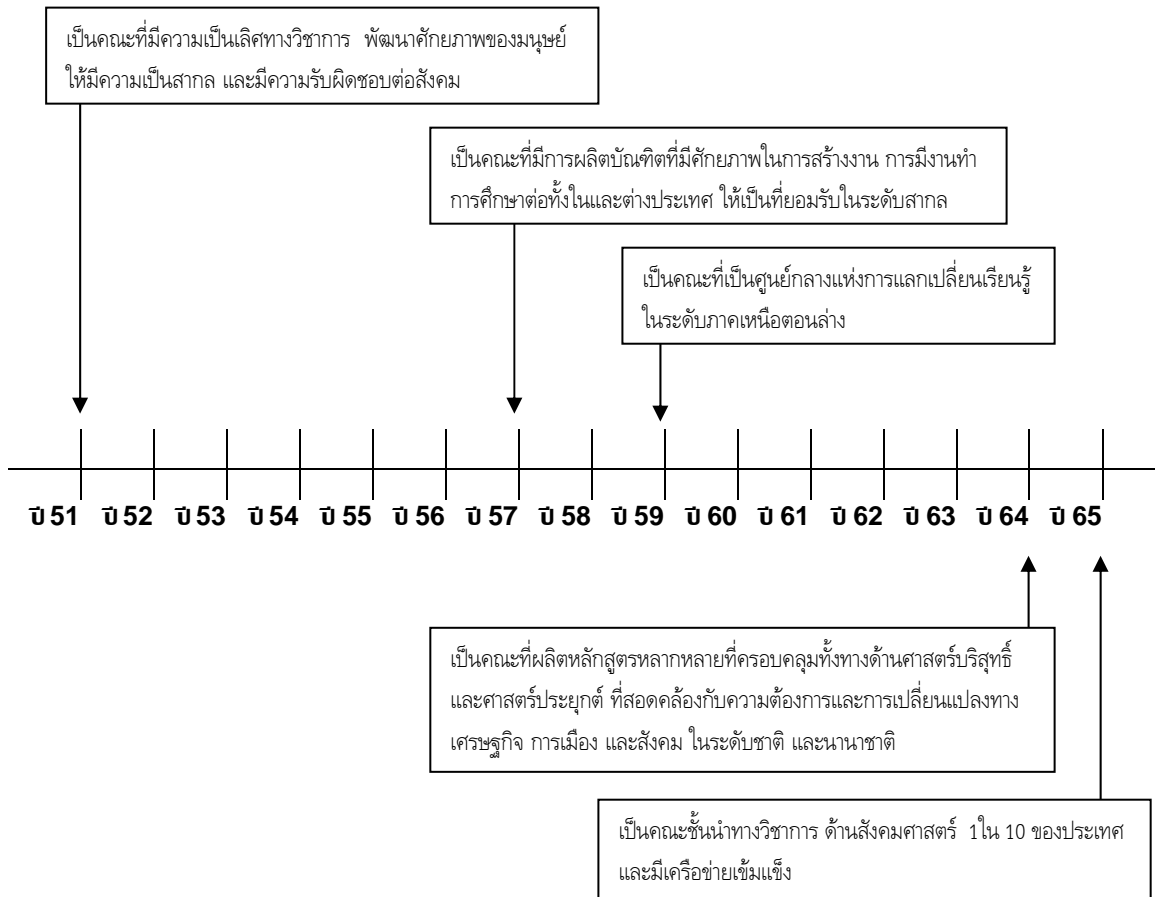 เป็นคณะที่มีความเป็นเลิศทางวิชาการ พัฒนาศักยภาพของมนุษย์
ให้มีความเป็นสากล และมีความรับผิดชอบต่อสังคม
เป็นคณะที่มีการผลิตบัณฑิตที่มีศักยภาพในการสร้างงาน การมีงานทำ
การศึกษาต่อทั้งในและต่างประเทศ ให้เป็นที่ยอมรับในระดับสากล
เป็นคณะที่เป็นศูนย์กลางแห่งการแลกเปลี่ยนเรียนรู้
ในระดับภาคเหนือตอนล่าง
ปี 51 ปี 52 ปี 53 ปี 54 ปี 55 ปี 56 ปี 57 ปี 58 ปี 59 ปี 60 ปี 61 ปี 62 ปี 63 ปี 64 ปี 65
เป็นคณะที่ผลิตหลักสูตรหลากหลายที่ครอบคลุมทั้งทางด้านศาสตร์บริสุทธิ์
และศาสตร์ประยุกต์ ที่สอดคล้องกับความต้องการและการเปลี่ยนแปลงทาง
เศรษฐกิจ การเมือง และสังคม ในระดับชาติ และนานาชาติ
เป็นคณะชั้นนำทางวิชาการ ด้านสังคมศาสตร์ 1ใน 10 ของประเทศ
และมีเครือข่ายเข้มแข็ง